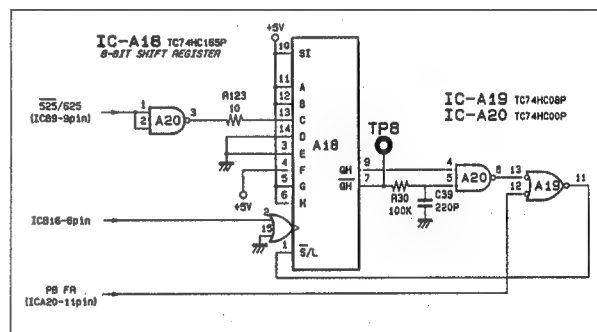 IC-A18 TC74HC165P
8-BIT SHIFT REGISTER
+5V
10 SI
11 A
12 B
13 C
14 D
3 E
4 F
5 G
6 H
2
15
1 S/L
A18
QH 9
QH 7
525/625
(ICB9-9pin)
1
2
A20
3
R123
10
+5V
ICB16-6pin
PB FR
(ICA20-11pin)
TP8
IC-A19 TC74HC08P
IC-A20 TC74HC00P
R30
100K
C39
220P
4
5
A20
6
13
12
A19
11